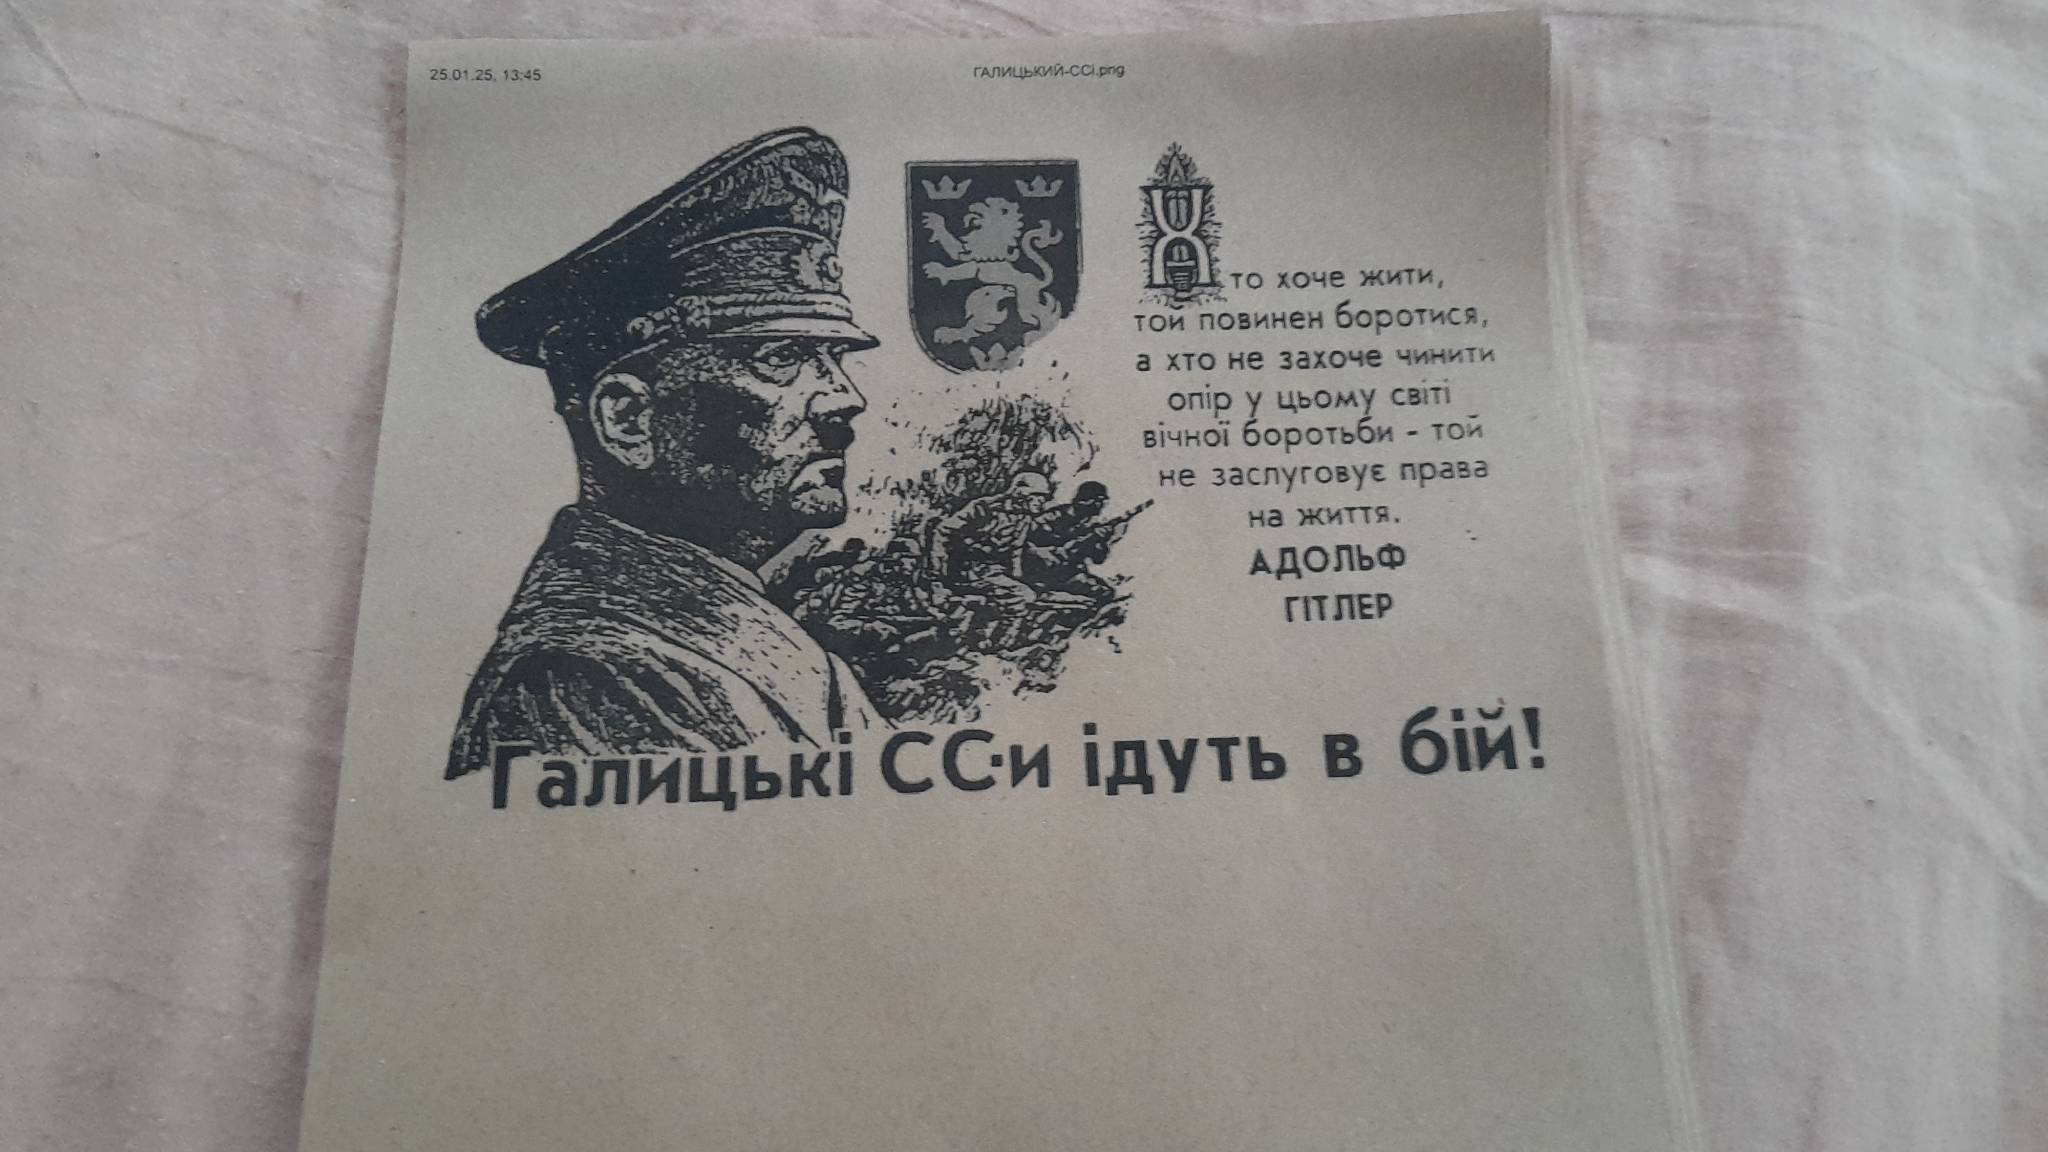 25.01.25, 13:45
ГАЛИЦЬКИЙ-ССі.png
Хто хоче жити,
той повинен боротися,
а хто не захоче чинити
опір у цьому світі
вічної боротьби - той
не заслуговує права
на життя.
АДОЛЬФ
ГІТЛЕР
Галицькі СС-и ідуть в бій!